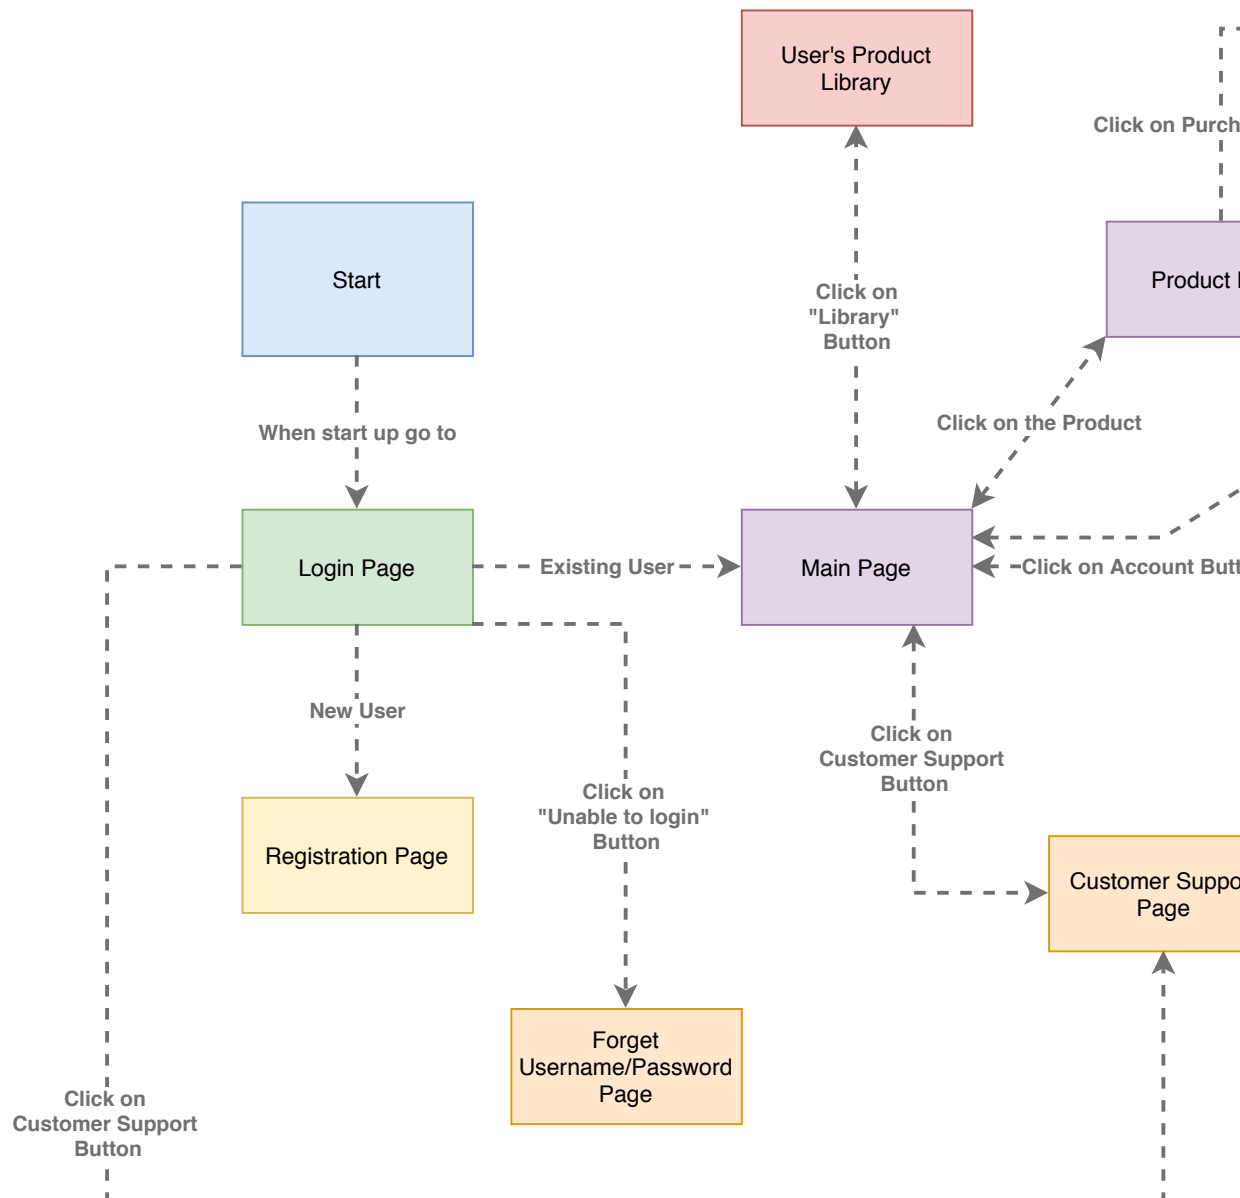 User's Product
Library
Click on Purch
Start
Product
Click on
"Library"
Button
When start up go to
Click on the Product
Login Page
Existing User
Main Page
Click on Account Butt
New User
Click on
Customer Support
Button
Click on
"Unable to login"
Button
Registration Page
Customer Suppo
Page
Forget
Username/Password
Page
Click on
Customer Support
Button